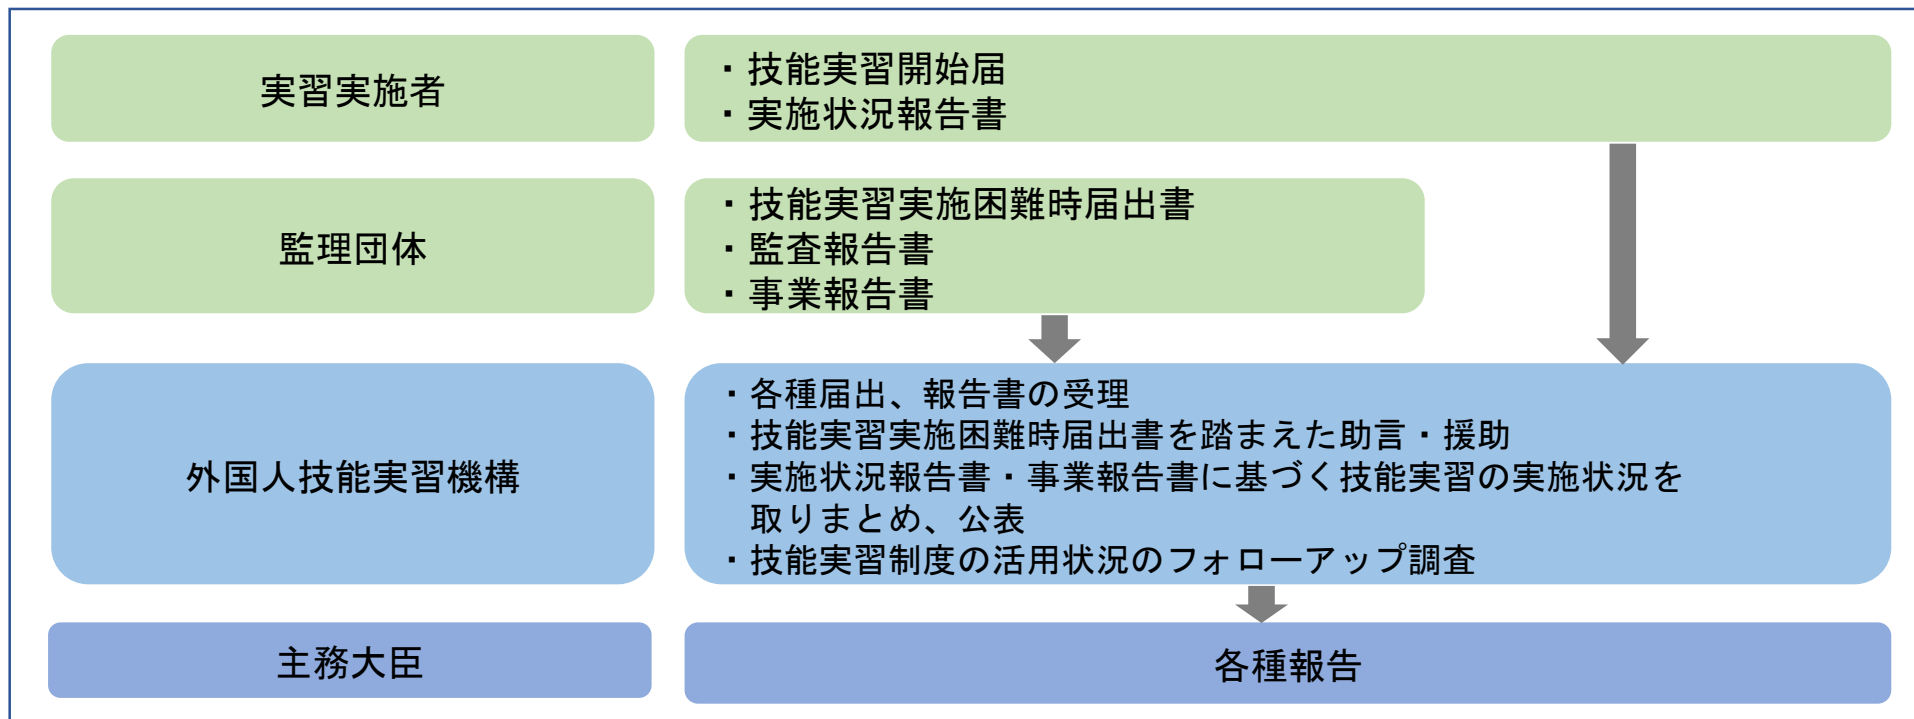 実習実施者
・技能実習開始届
・実施状況報告書
監理団体
・技能実習実施困難時届出書
・監査報告書
・事業報告書
外国人技能実習機構
・各種届出、報告書の受理
・技能実習実施困難時届出書を踏まえた助言・援助
・実施状況報告書・事業報告書に基づく技能実習の実施状況を
取りまとめ、公表
・技能実習制度の活用状況のフォローアップ調査
主務大臣
各種報告